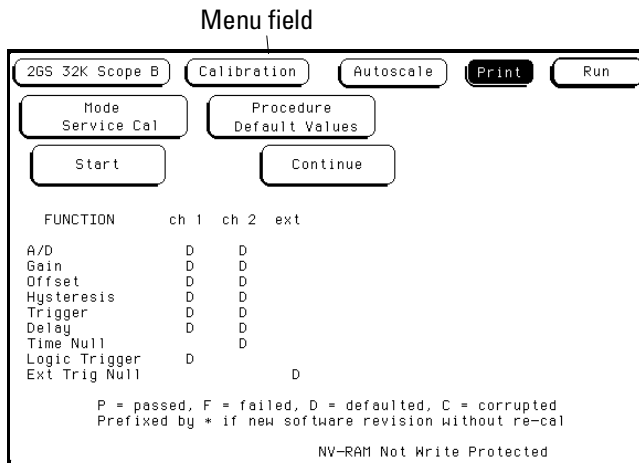 Menu field
2GS 32K Scope B Calibration Autoscale Print Run
Mode Procedure
Service Cal Default Values
Start Continue
FUNCTION ch 1 ch 2 ext
A/D D D
Gain D D
Offset D D
Hysteresis D D
Trigger D D
Delay D D
Time Null D
Logic Trigger D
Ext Trig Null D
P = passed, F = failed, D = defaulted, C = corrupted
Prefixed by * if new software revision without re-cal
NV-RAM Not Write Protected